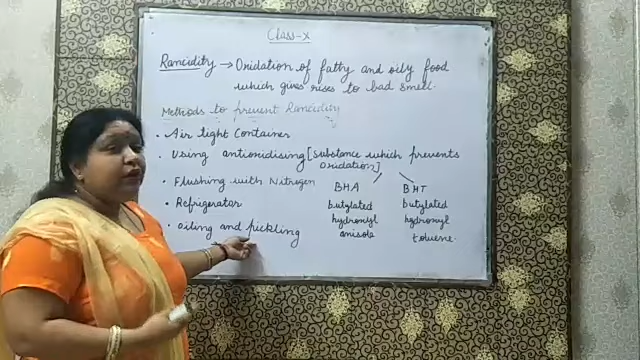 Class-X
Rancidity → Oxidation of fatty and oily food
which gives rises to bad smell.
Methods to prevent Rancidity
• Air tight Container
• Using antioxidising [substance which prevents
oxidation]
• Flushing with Nitrogen
BHA BHT
• Refrigerator
butylated butylated
hydroxyl hydroxyl
• Oiling and Pickling
anisole toluene.